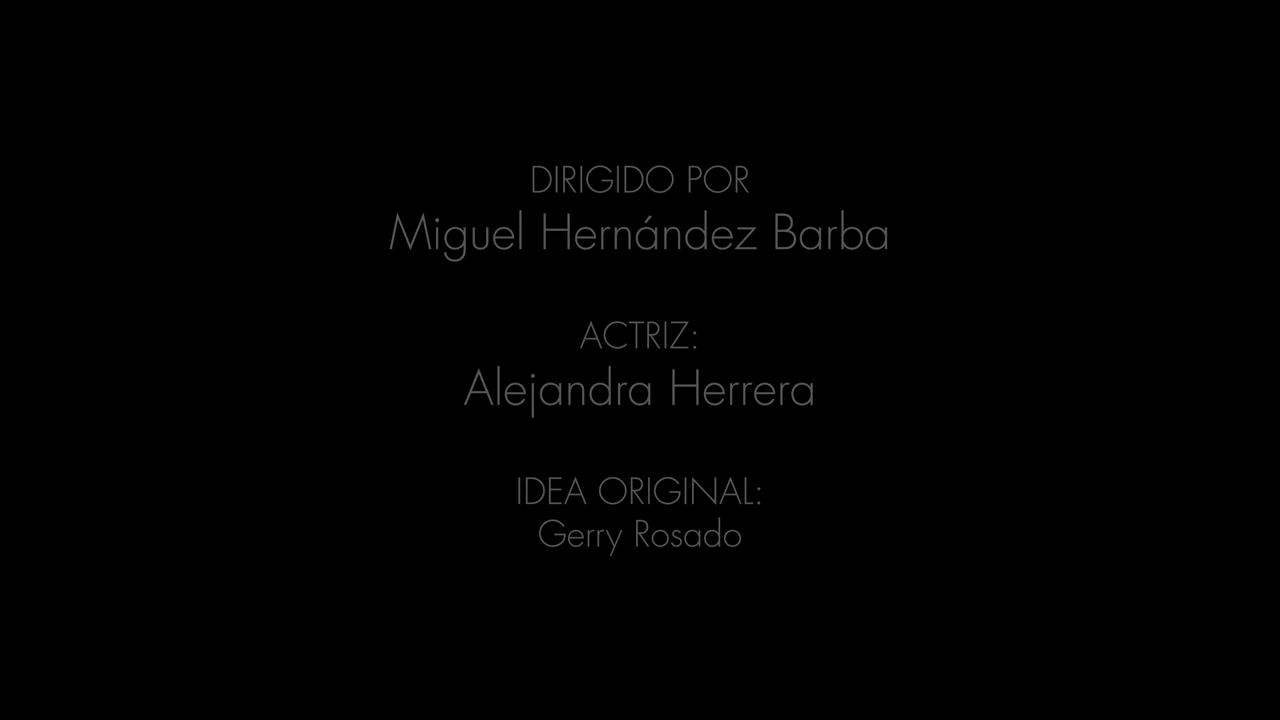 DIRIGIDO POR
Miguel Hernández Barba
ACTRIZ:
Alejandra Herrera
IDEA ORIGINAL:
Gerry Rosado